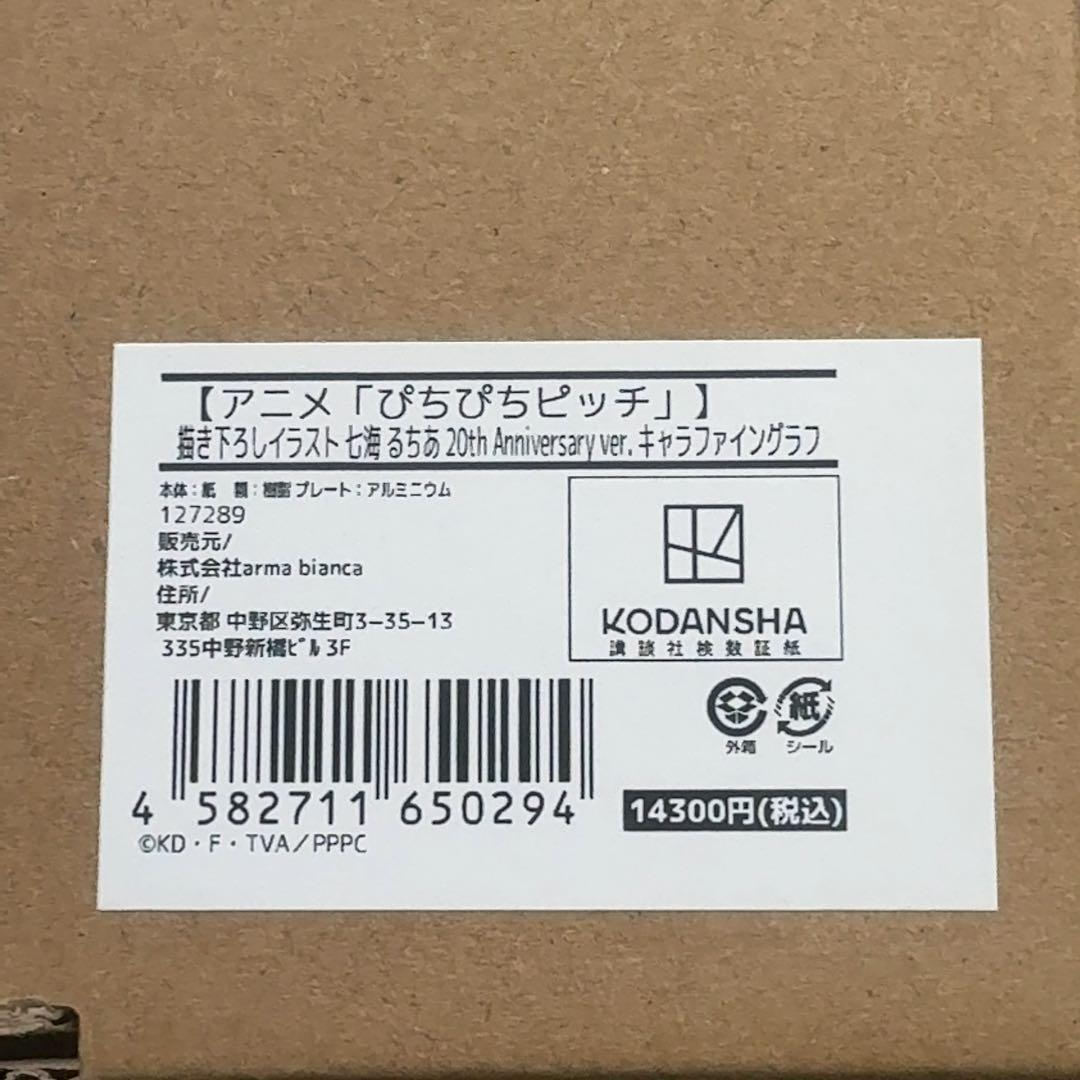 【アニメ「ぴちぴちピッチ」】
描き下ろしイラスト 七海 るちあ 20th Anniversary ver. キャラファイングラフ
本体：紙　額：樹脂 プレート：アルミニウム
127289
販売元/
株式会社arma bianca
住所/
東京都 中野区弥生町3-35-13
335中野新橋ﾋﾞﾙ 3F
KODANSHA
講談社検数証紙
紙
外箱 シール
4 582711 650294
14300円(税込)
©KD・F・TVA／PPPC